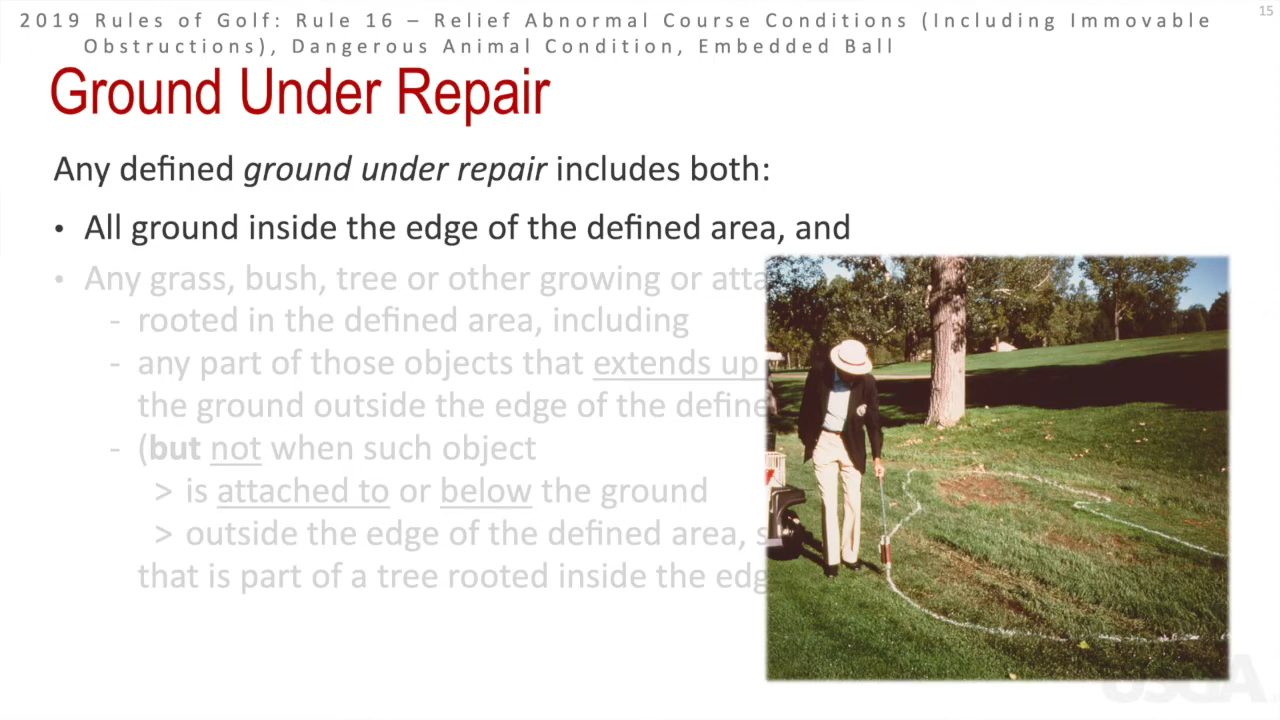 2019 Rules of Golf: Rule 16 – Relief Abnormal Course Conditions (Including Immovable
Obstructions), Dangerous Animal Condition, Embedded Ball
15
Ground Under Repair
Any defined ground under repair includes both:
• All ground inside the edge of the defined area, and
• Any grass, bush, tree or other growing or atta
- rooted in the defined area, including
- any part of those objects that extends up
the ground outside the edge of the define
- (but not when such object
> is attached to or below the ground
> outside the edge of the defined area, s
that is part of a tree rooted inside the edg
USGA